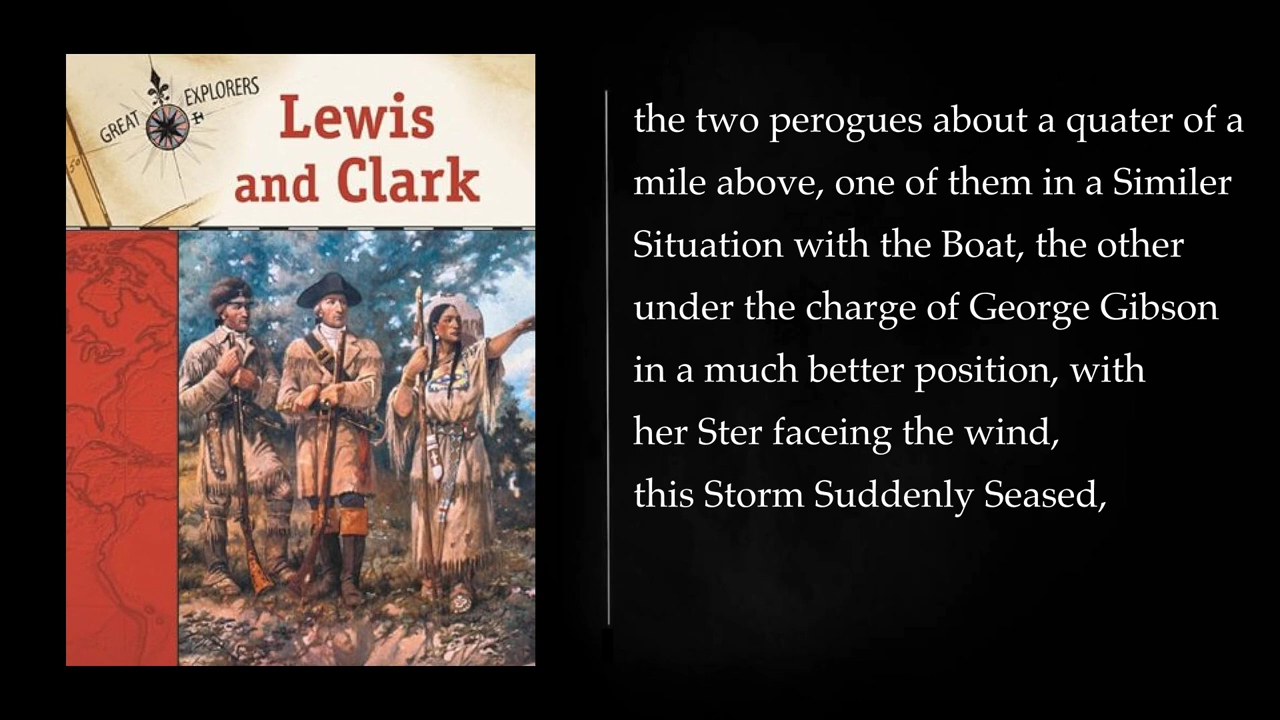 GREAT EXPLORERS
Lewis
and Clark
the two perogues about a quater of a
mile above, one of them in a Similer
Situation with the Boat, the other
under the charge of George Gibson
in a much better position, with
her Ster faceing the wind,
this Storm Suddenly Seased,